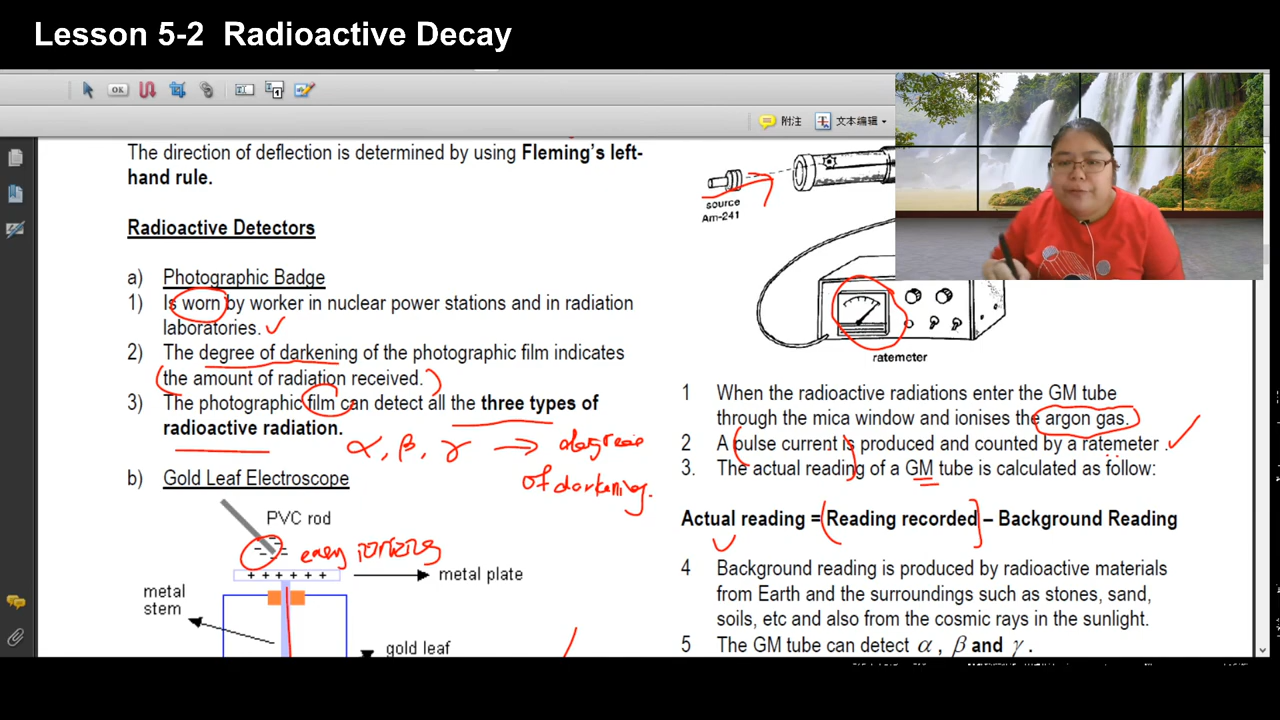 Lesson 5-2 Radioactive Decay
OK
附注
文本编辑
The direction of deflection is determined by using Fleming's left-
hand rule.
Radioactive Detectors
a) Photographic Badge
1) Is worn by worker in nuclear power stations and in radiation
laboratories.
2) The degree of darkening of the photographic film indicates
the amount of radiation received.
3) The photographic film can detect all the three types of
radioactive radiation.
α, β, γ → degree
of darkening.
b) Gold Leaf Electroscope
PVC rod
easy ionizing
+ + + + + +
metal plate
metal
stem
gold leaf
source
Am-241
ratemeter
1 When the radioactive radiations enter the GM tube
through the mica window and ionises the argon gas.
2 A pulse current is produced and counted by a ratemeter .
3. The actual reading of a GM tube is calculated as follow:
Actual reading = Reading recorded – Background Reading
4 Background reading is produced by radioactive materials
from Earth and the surroundings such as stones, sand,
soils, etc and also from the cosmic rays in the sunlight.
5 The GM tube can detect α , β and γ .